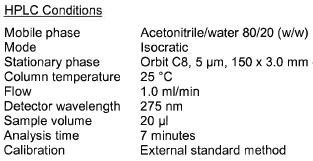 HPLC Conditions
Mobile phase Acetonitrile/water 80/20 (w/w)
Mode Isocratic
Stationary phase Orbit C8, 5 µm, 150 x 3.0 mm
Column temperature 25 °C
Flow 1.0 ml/min
Detector wavelength 275 nm
Sample volume 20 µl
Analysis time 7 minutes
Calibration External standard method